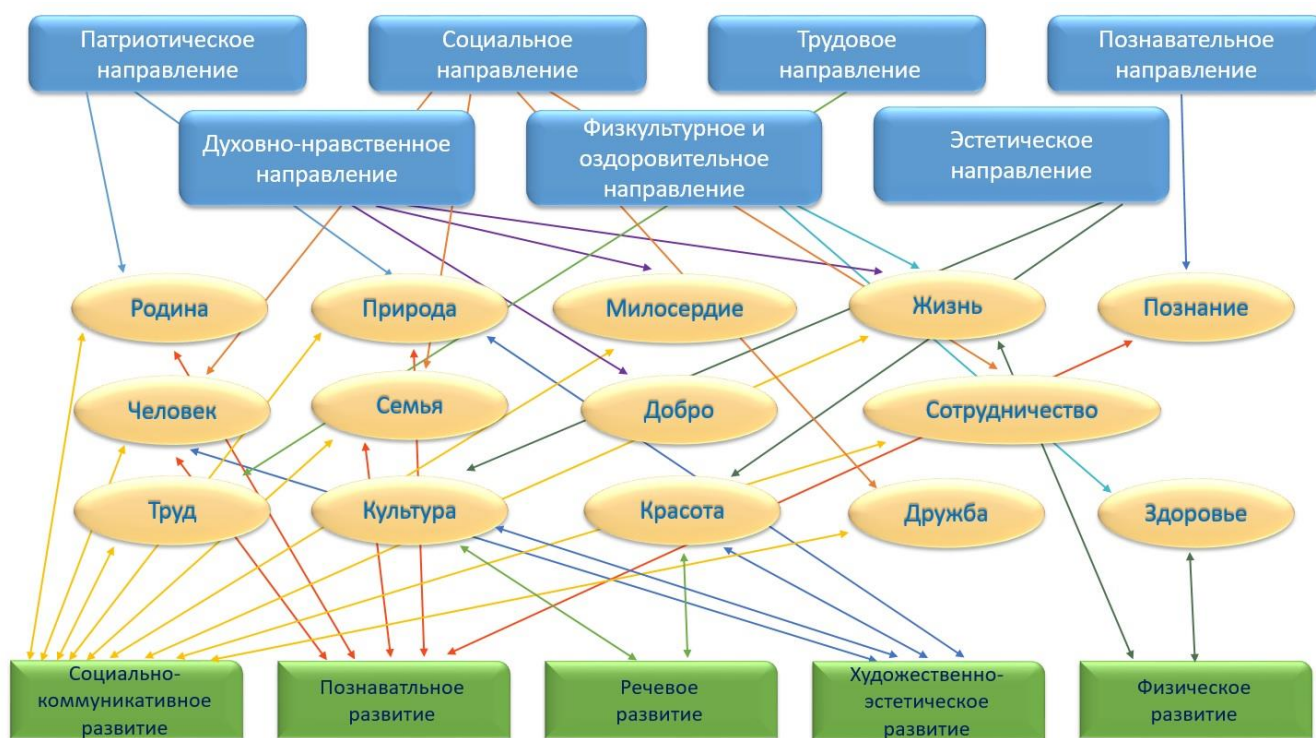 Патриотическое
направление
Социальное
направление
Трудовое
направление
Познавательное
направление
Духовно-нравственное
направление
Физкультурное и
оздоровительное
направление
Эстетическое
направление
Родина
Природа
Милосердие
Жизнь
Познание
Человек
Семья
Добро
Сотрудничество
Труд
Культура
Красота
Дружба
Здоровье
Социально-
коммуникативное
развитие
Познаватльное
развитие
Речевое
развитие
Художественно-
эстетическое
развитие
Физическое
развитие